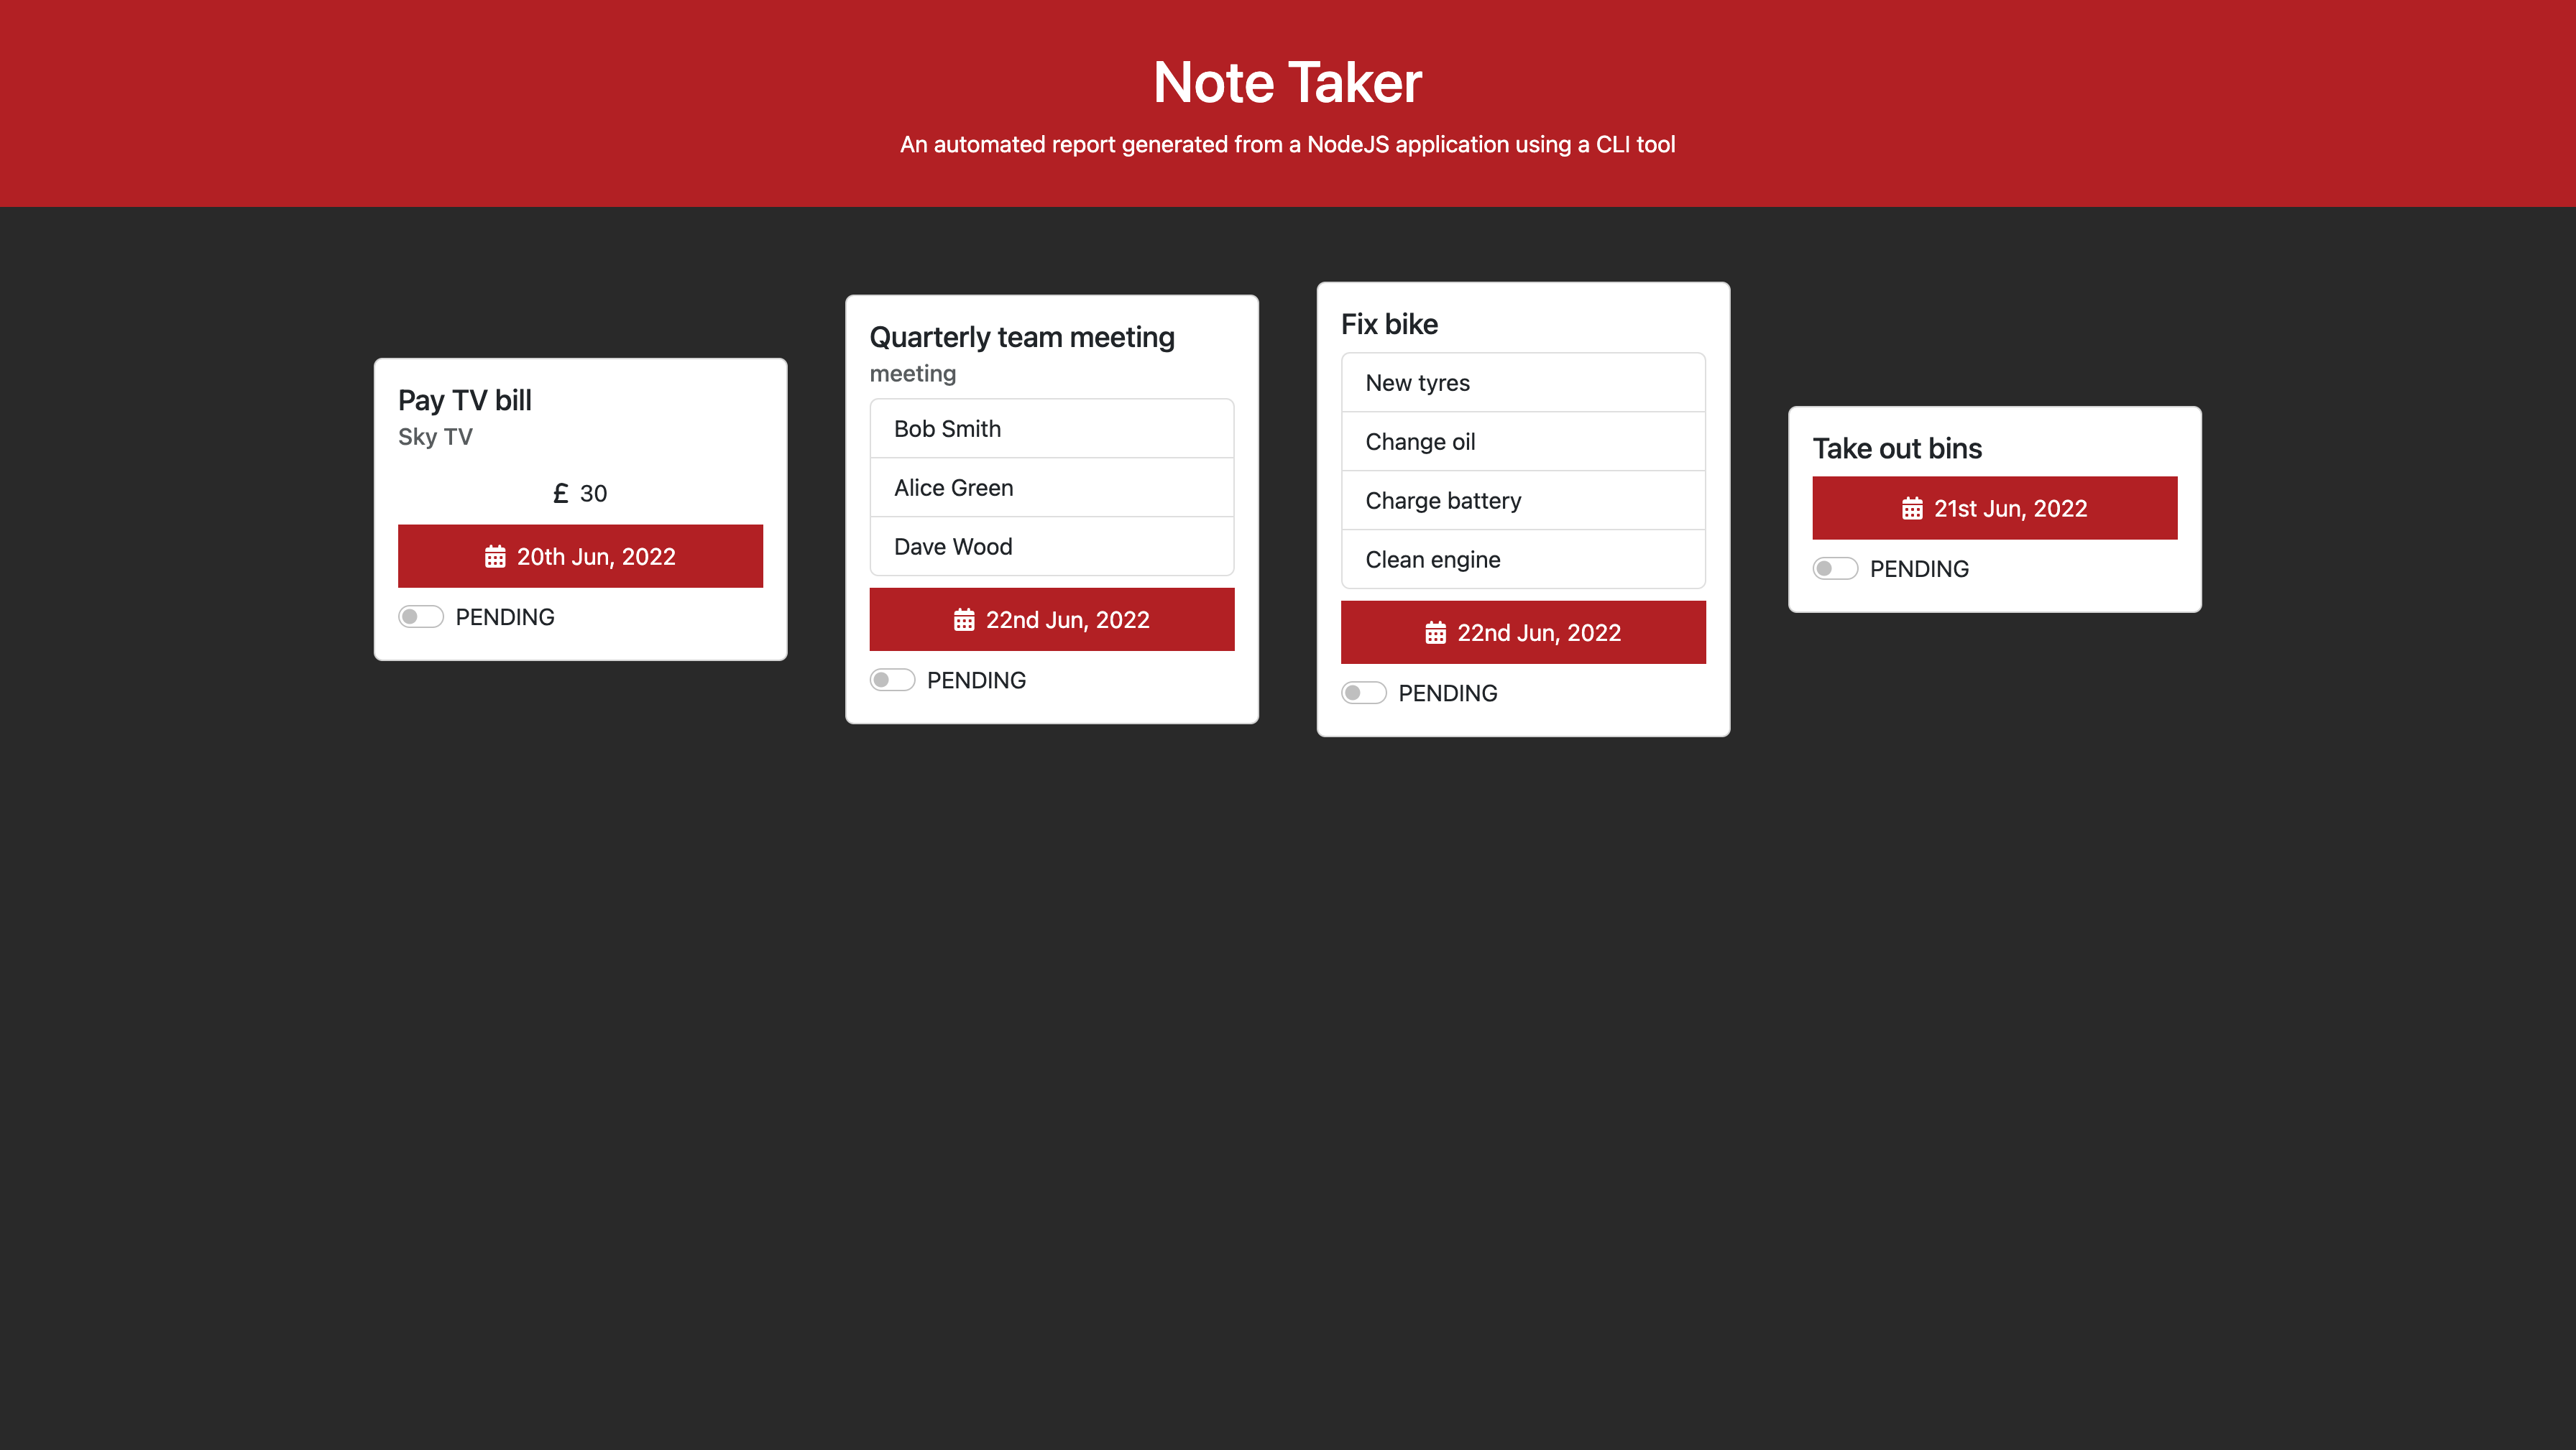 Note Taker
An automated report generated from a NodeJS application using a CLI tool
Pay TV bill
Sky TV
£ 30
20th Jun, 2022
PENDING
Quarterly team meeting
meeting
Bob Smith
Alice Green
Dave Wood
22nd Jun, 2022
PENDING
Fix bike
New tyres
Change oil
Charge battery
Clean engine
22nd Jun, 2022
PENDING
Take out bins
21st Jun, 2022
PENDING